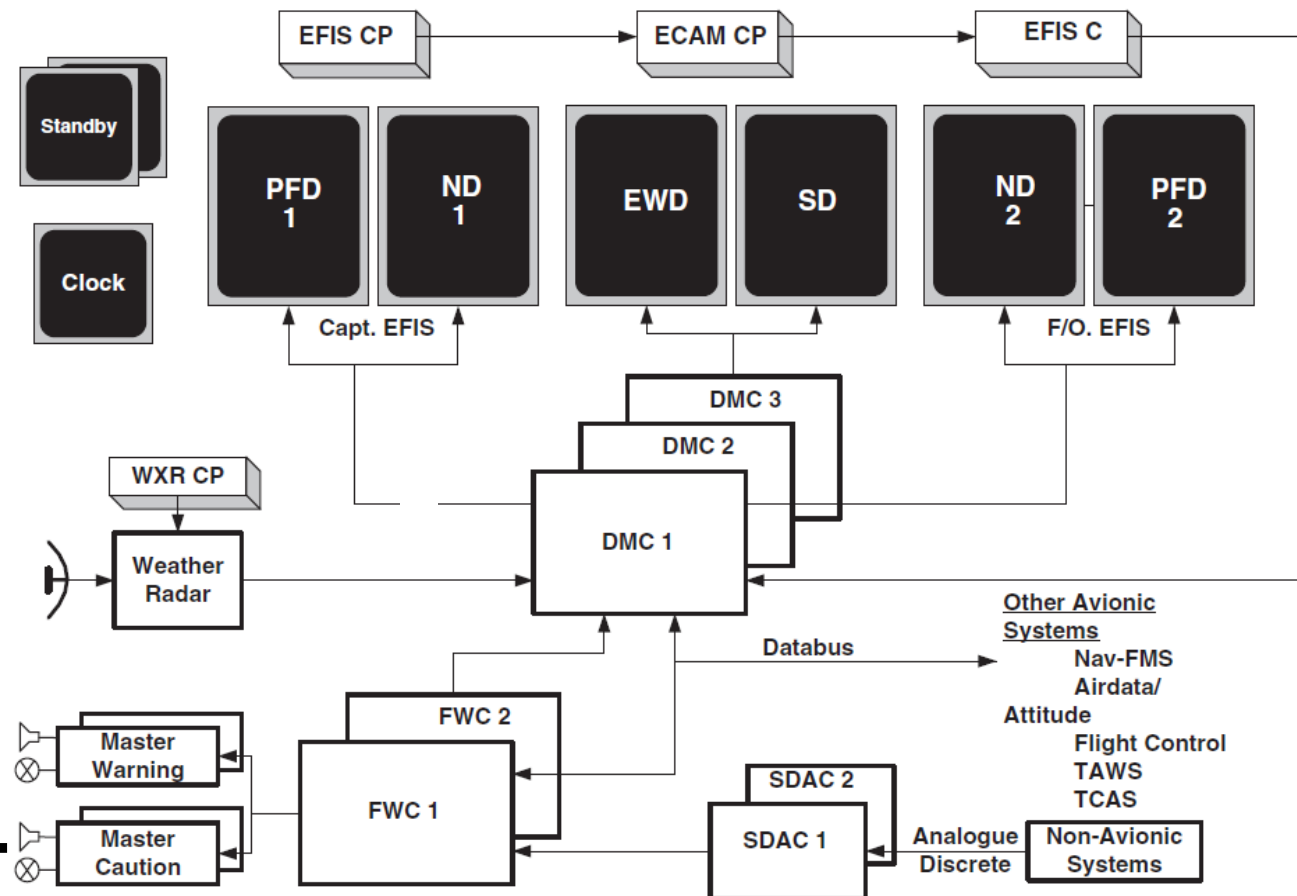 EFIS CP
ECAM CP
EFIS C
Standby
Clock
PFD
1
ND
1
EWD
SD
ND
2
PFD
2
Capt. EFIS
F/O. EFIS
DMC 3
DMC 2
DMC 1
WXR CP
Weather
Radar
Other Avionic
Systems
Nav-FMS
Airdata/
Attitude
Flight Control
TAWS
TCAS
Databus
FWC 2
FWC 1
Master
Warning
Master
Caution
SDAC 2
SDAC 1
Analogue
Discrete
Non-Avionic
Systems